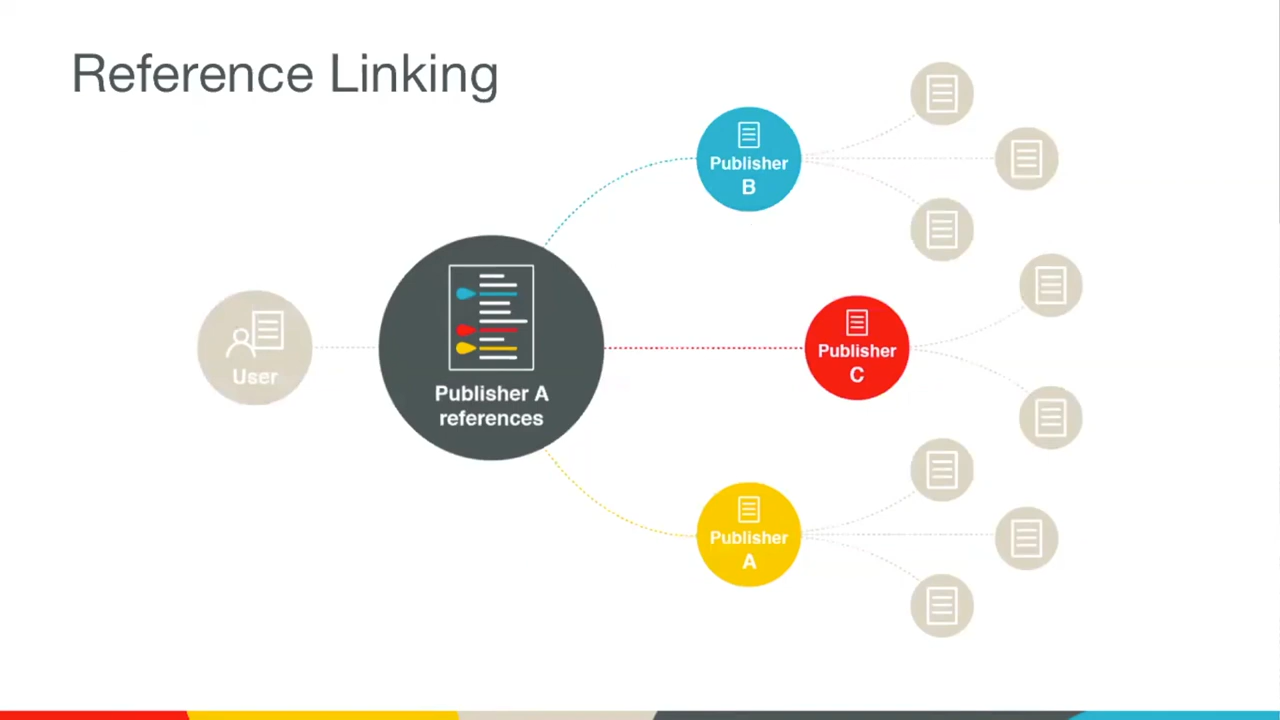 Reference Linking
Publisher
B
User
Publisher A
references
Publisher
C
Publisher
A